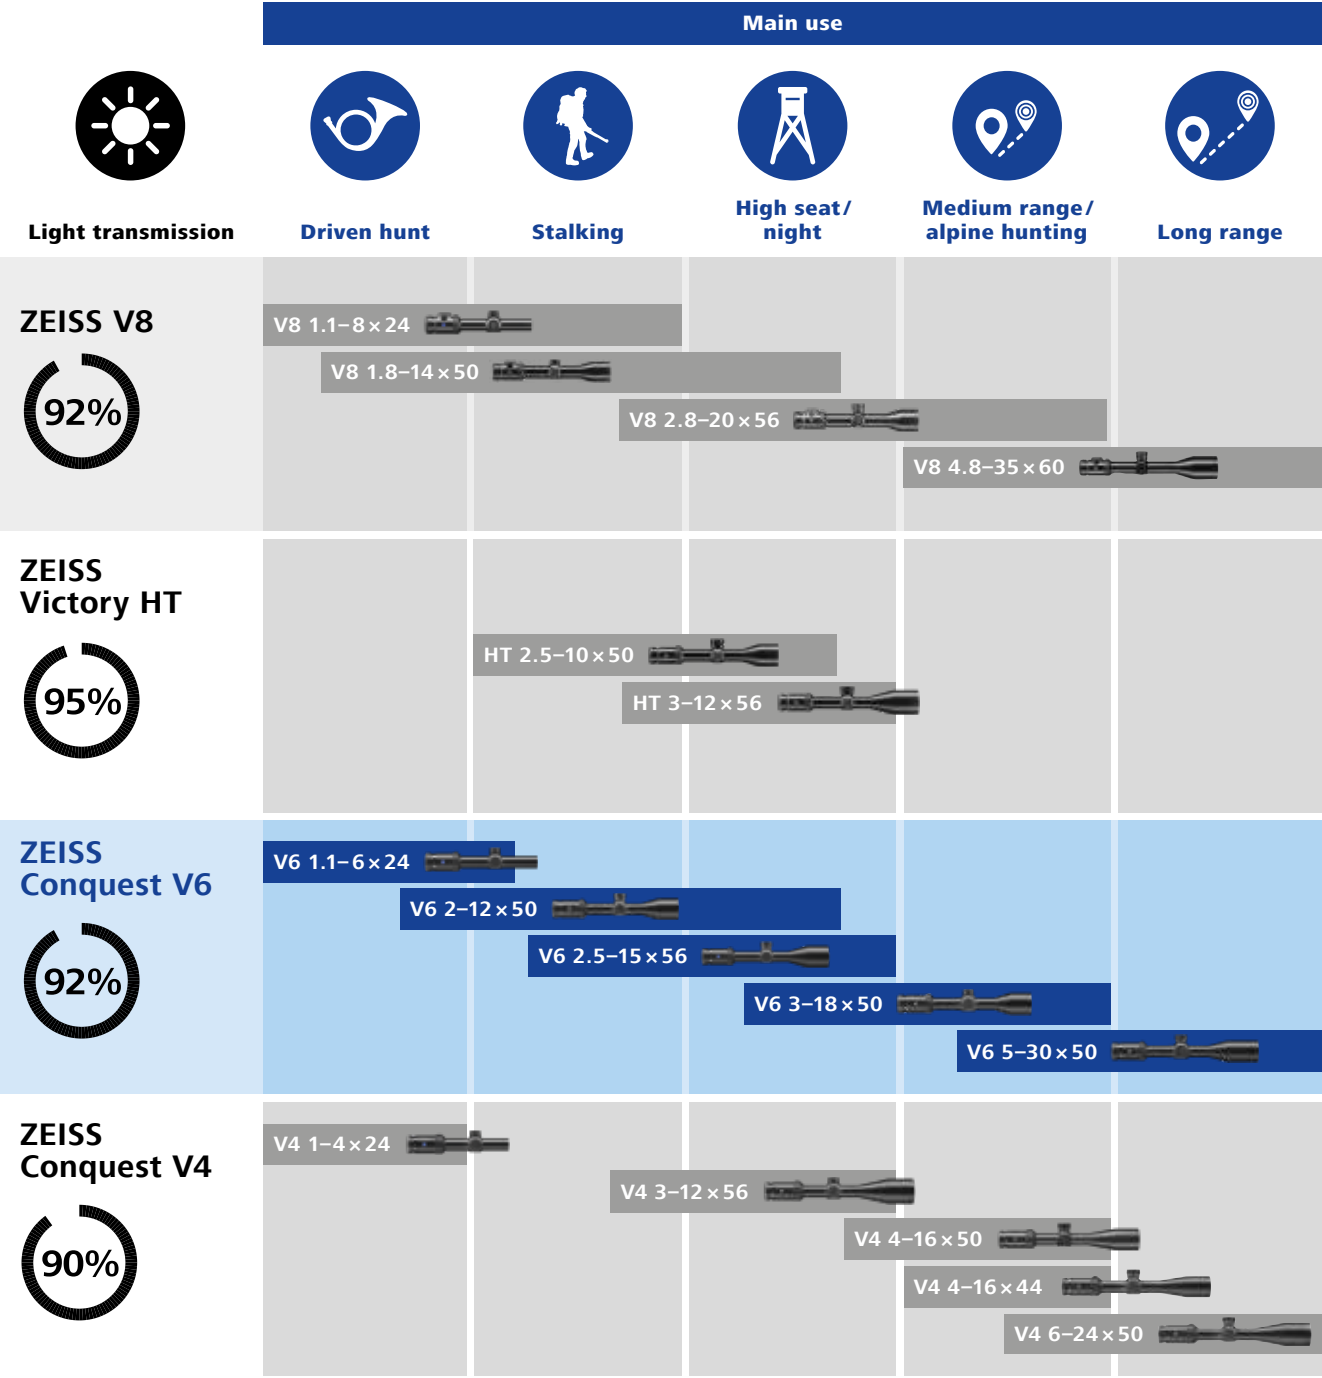 Main use
Light transmission
Driven hunt
Stalking
High seat/
night
Medium range/
alpine hunting
Long range
ZEISS V8
92%
V8 1.1–8 × 24
V8 1.8–14 × 50
V8 2.8–20 × 56
V8 4.8–35 × 60
ZEISS
Victory HT
95%
HT 2.5–10 × 50
HT 3–12 × 56
ZEISS
Conquest V6
92%
V6 1.1–6 × 24
V6 2–12 × 50
V6 2.5–15 × 56
V6 3–18 × 50
V6 5–30 × 50
ZEISS
Conquest V4
90%
V4 1–4 × 24
V4 3–12 × 56
V4 4–16 × 50
V4 4–16 × 44
V4 6–24 × 50